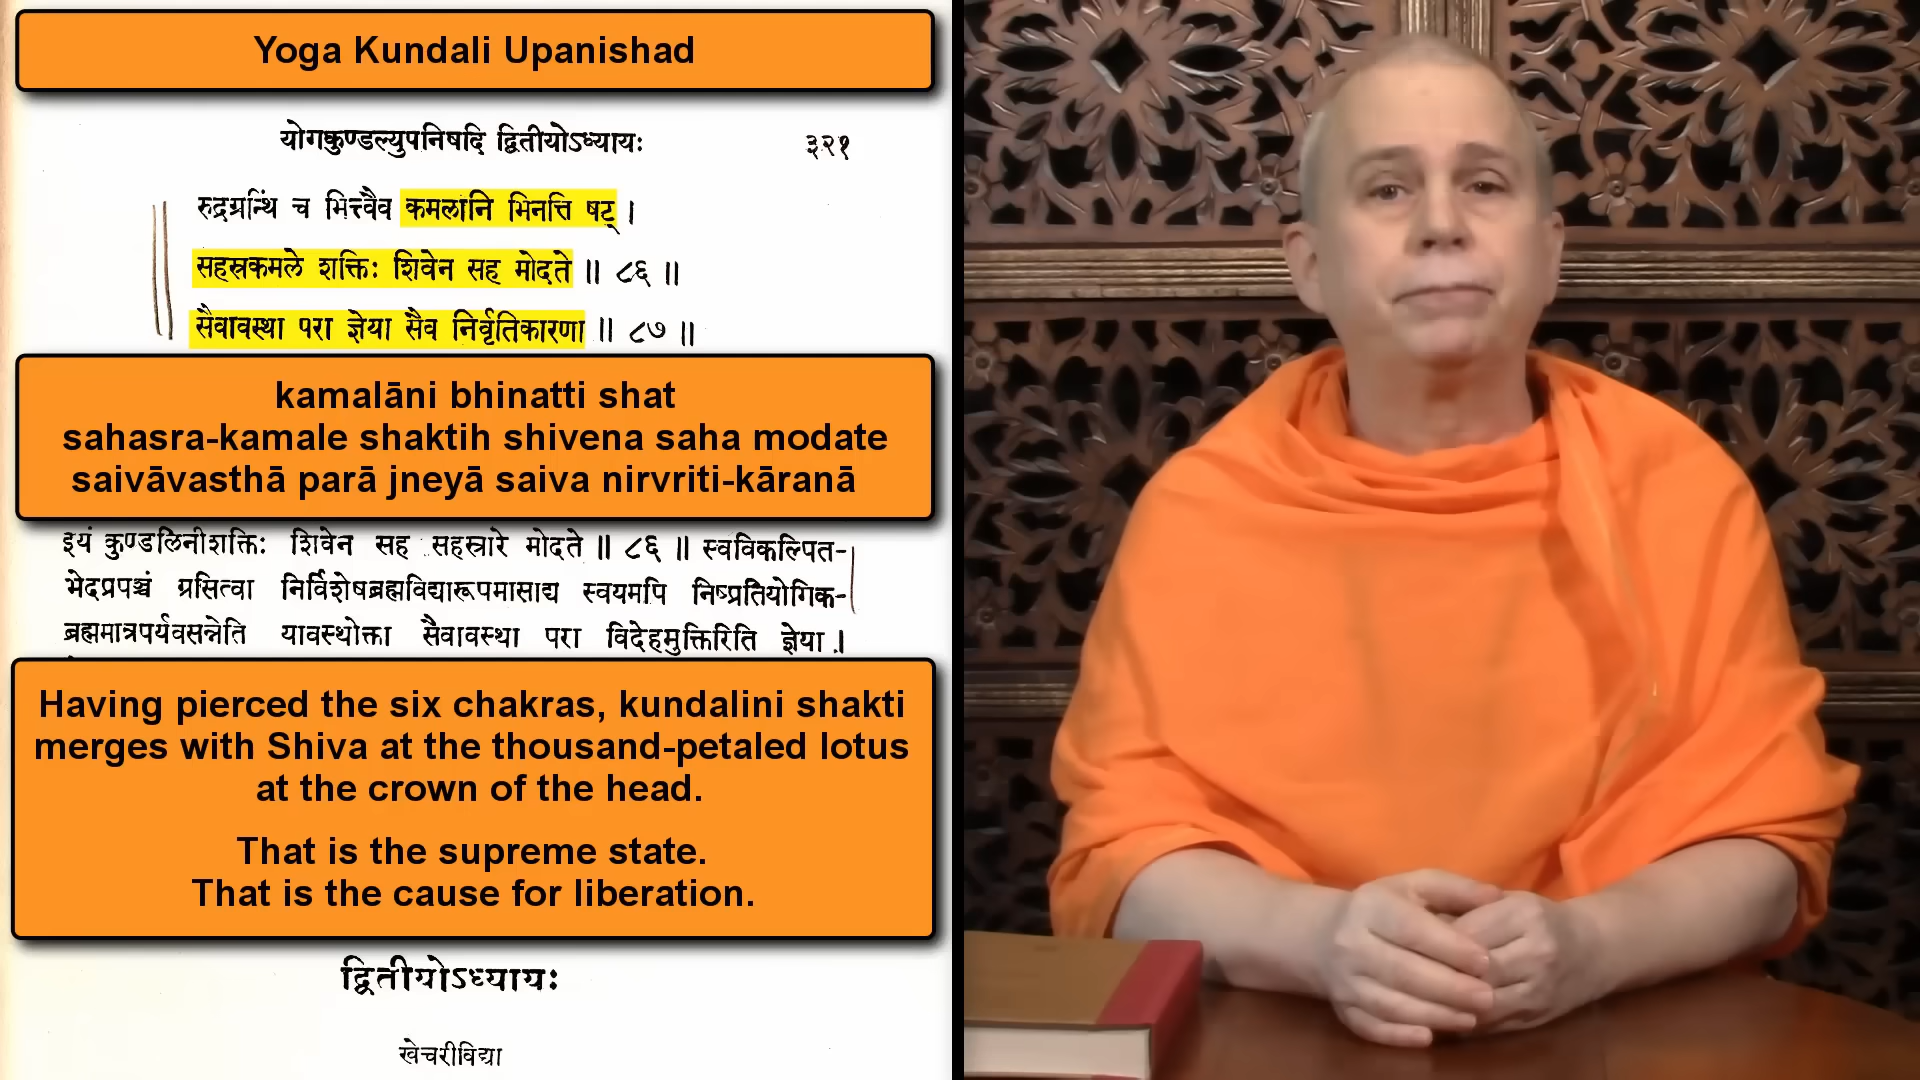 Yoga Kundali Upanishad
योगकुण्डल्युपनिषदि द्वितीयोऽध्यायः ३२१
रुद्रग्रन्थिं च भित्त्वैव कमलानि भिनत्ति षट् ।
सहस्रकमले शक्तिः शिवेन सह मोदते ॥ ८६ ॥
सैवावस्था परा ज्ञेया सैव निर्वृतिकारणा ॥ ८७ ॥
kamalāni bhinatti shat
sahasra-kamale shaktih shivena saha modate
saivāvasthā parā jneyā saiva nirvriti-kāranā
इयं कुण्डलिनीशक्तिः शिवेन सह सहस्रारे मोदते ॥ ८६ ॥ स्वविकल्पित-
भेदप्रपञ्चं ग्रसित्वा निर्विशेषब्रह्मविद्यारूपमासाद्य स्वयमपि निष्प्रतियोगिक-
ब्रह्ममात्रपर्यवसन्नेति यावस्थोक्ता सैवावस्था परा विदेहमुक्तिरिति ज्ञेया ।
Having pierced the six chakras, kundalini shakti
merges with Shiva at the thousand-petaled lotus
at the crown of the head.
That is the supreme state.
That is the cause for liberation.
द्वितीयोऽध्यायः
खेचरीविद्या